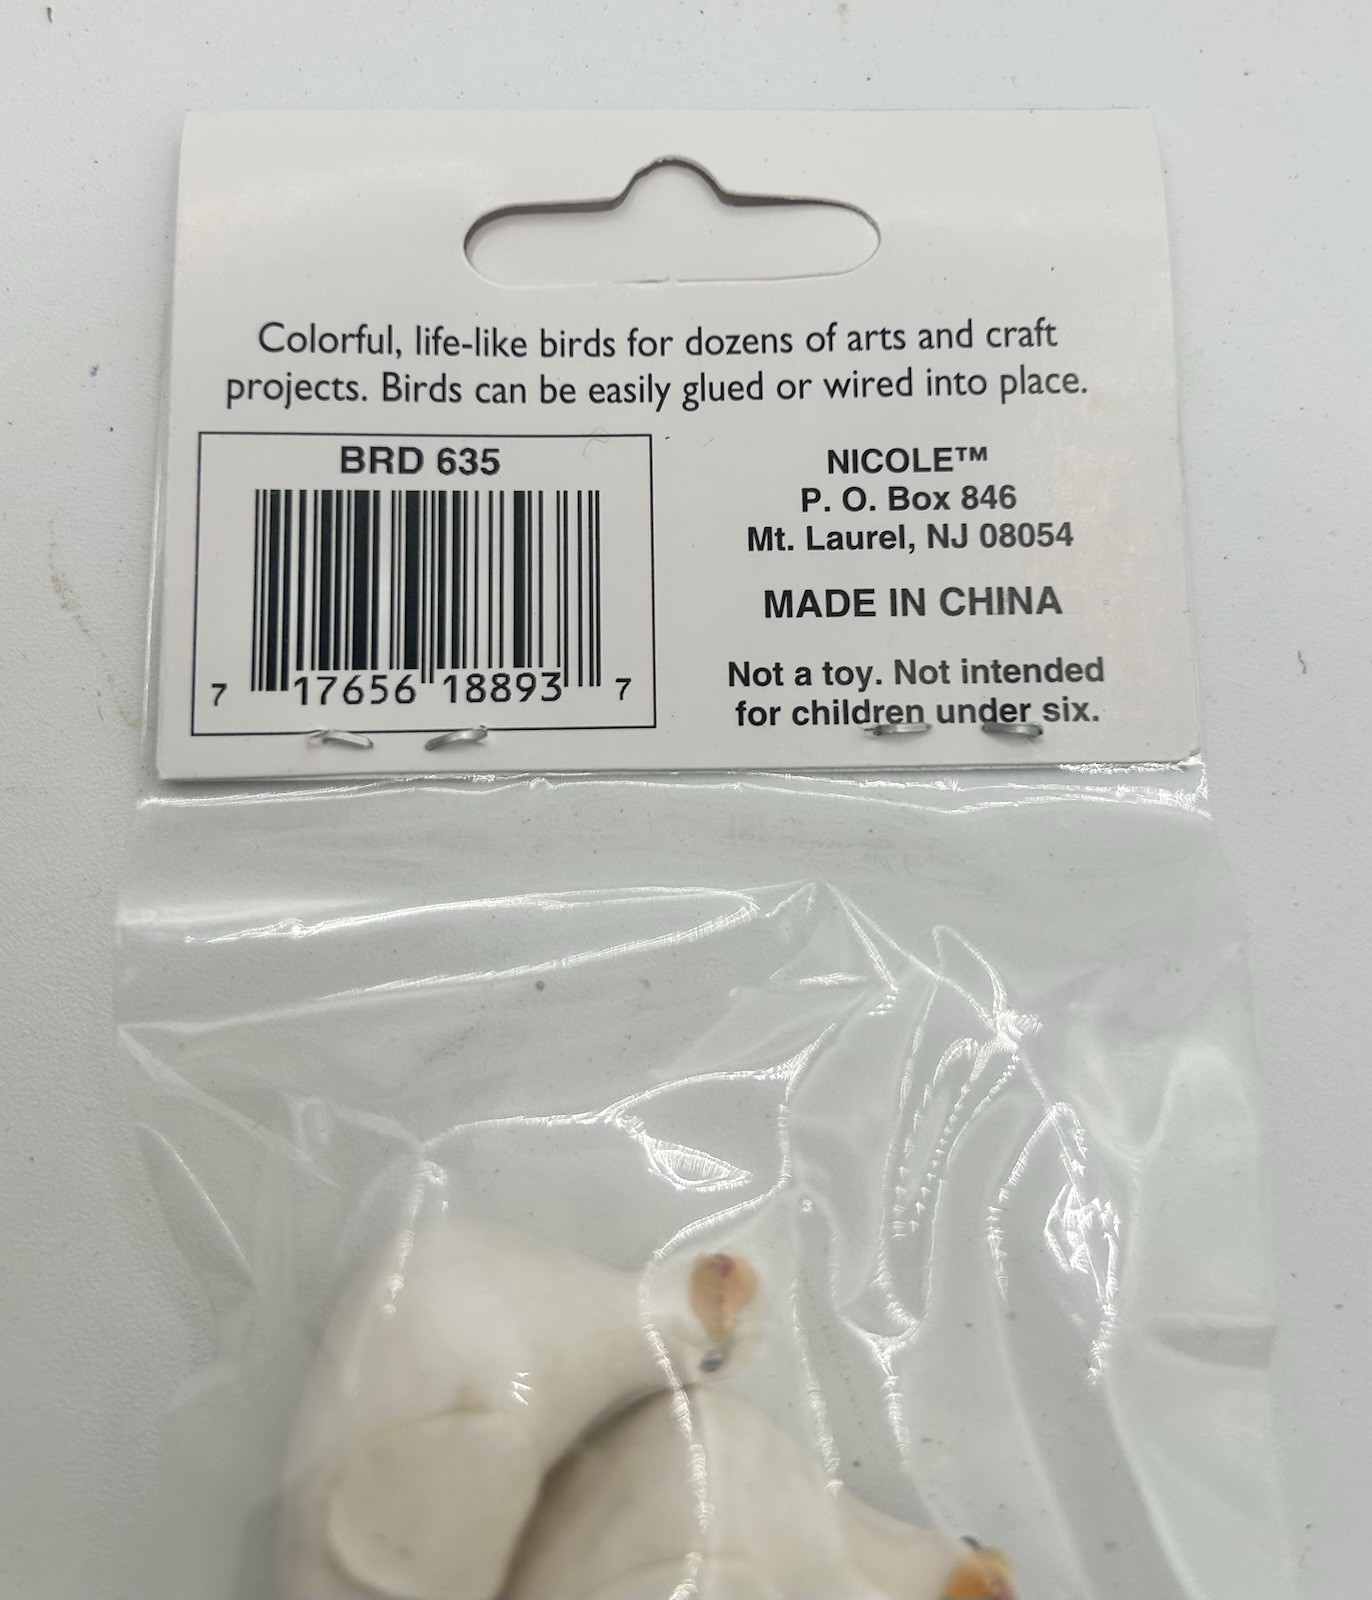 Colorful, life-like birds for dozens of arts and craft
projects. Birds can be easily glued or wired into place.
BRD 635
7 17656 18893 7
NICOLE™
P. O. Box 846
Mt. Laurel, NJ 08054
MADE IN CHINA
Not a toy. Not intended
for children under six.